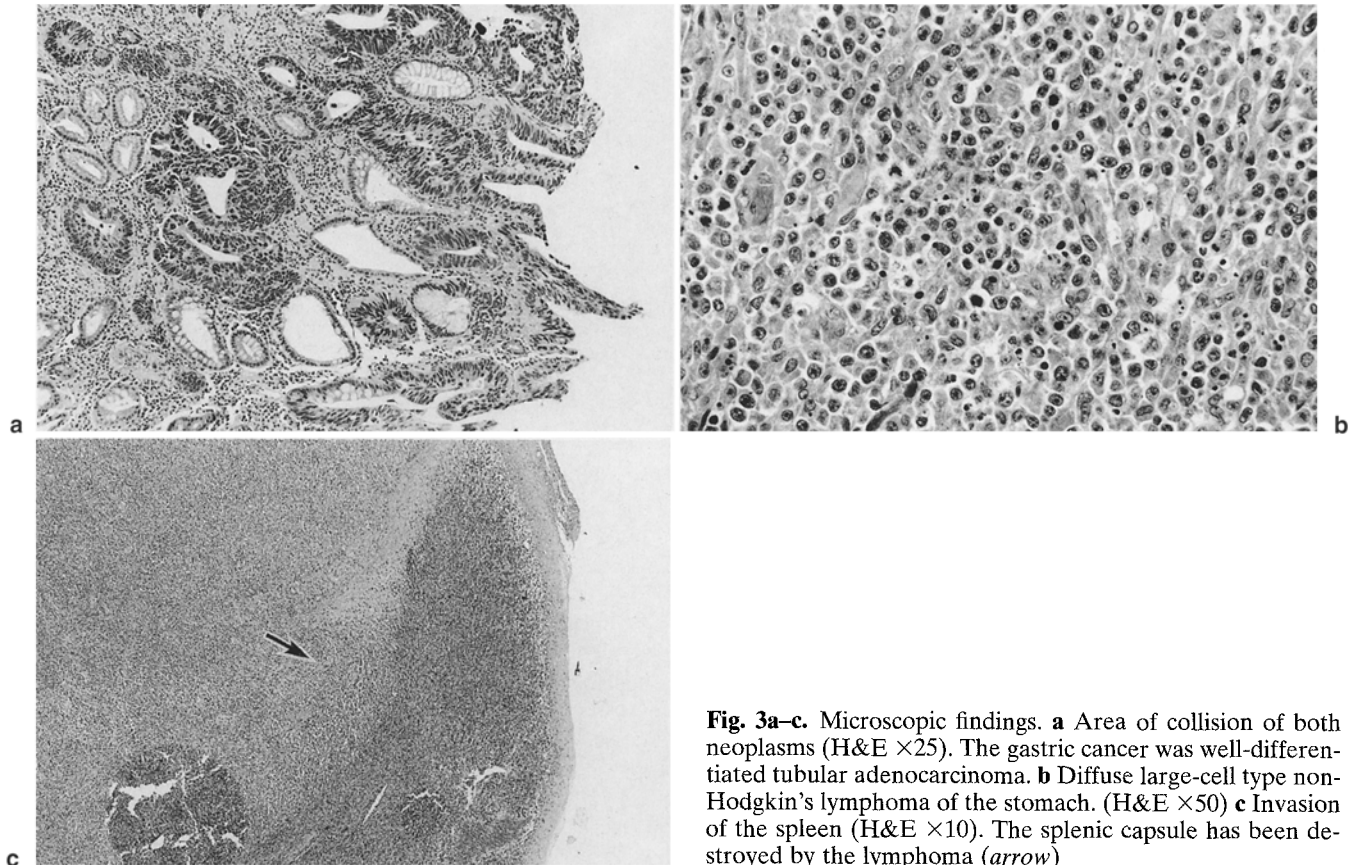 a
b
c
Fig. 3a–c. Microscopic findings. a Area of collision of both
neoplasms (H&E ×25). The gastric cancer was well-differen-
tiated tubular adenocarcinoma. b Diffuse large-cell type non-
Hodgkin's lymphoma of the stomach. (H&E ×50) c Invasion
of the spleen (H&E ×10). The splenic capsule has been de-
stroyed by the lymphoma (arrow)